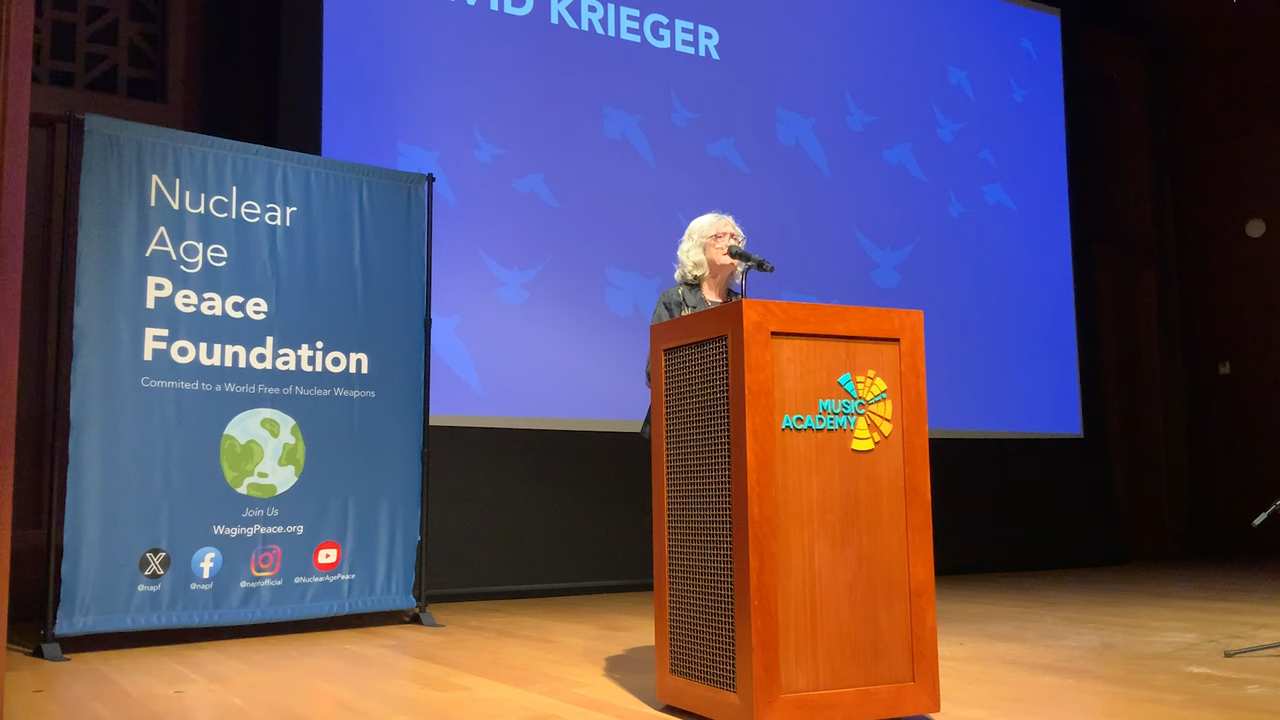 VID KRIEGER
Nuclear
Age
Peace
Foundation
Commited to a World Free of Nuclear Weapons
Join Us
WagingPeace.org
@napf
@napf
@napfofficial
@NuclearAgePeace
MUSIC
ACADEMY